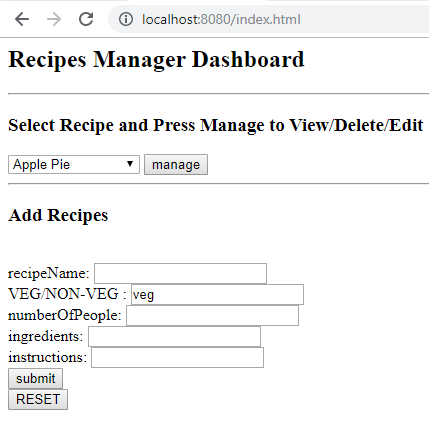 localhost:8080/index.html
Recipes Manager Dashboard
Select Recipe and Press Manage to View/Delete/Edit
Apple Pie manage
Add Recipes
recipeName:
VEG/NON-VEG : veg
numberOfPeople:
ingredients:
instructions:
submit
RESET